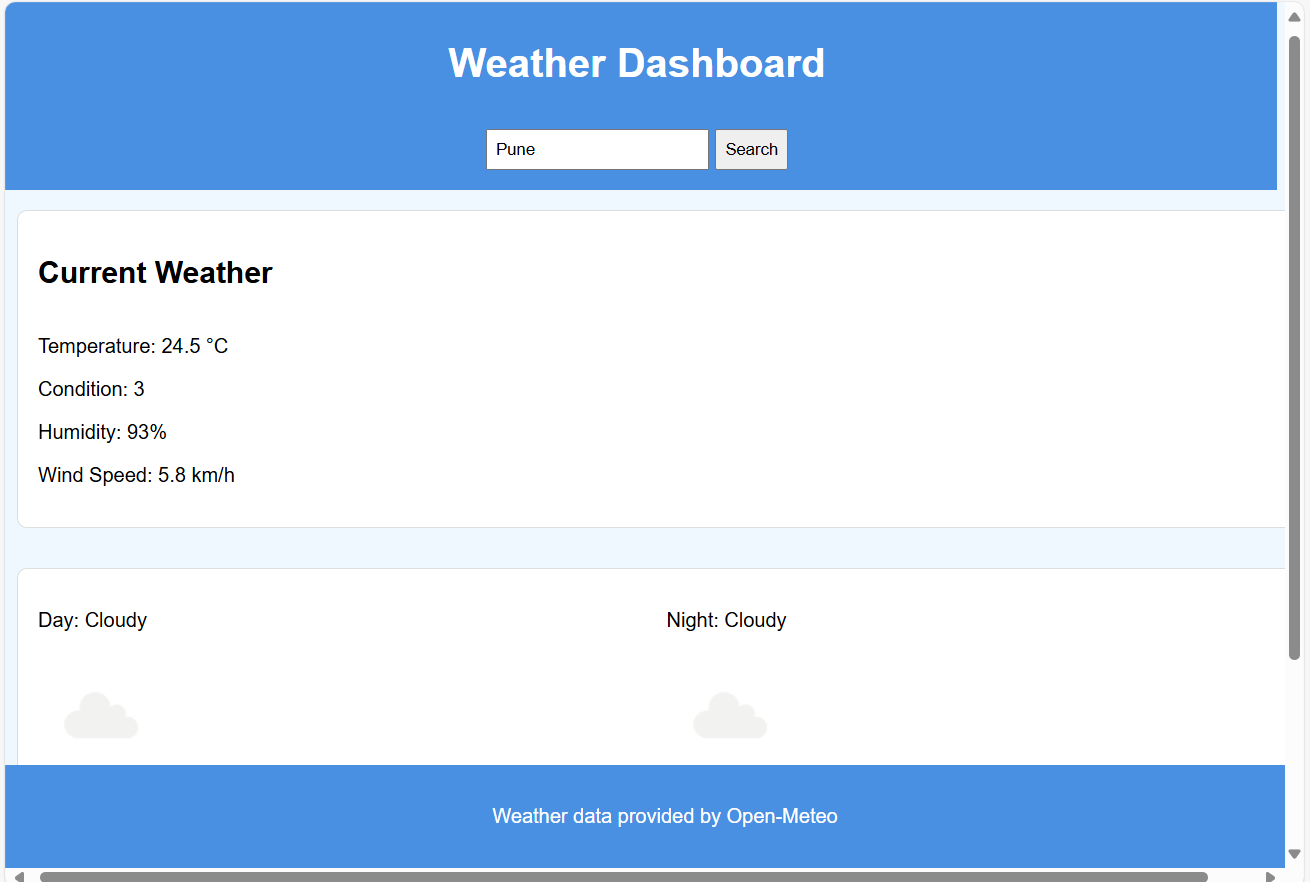 Weather Dashboard
Pune Search
Current Weather
Temperature: 24.5 °C
Condition: 3
Humidity: 93%
Wind Speed: 5.8 km/h
Day: Cloudy Night: Cloudy
Weather data provided by Open-Meteo